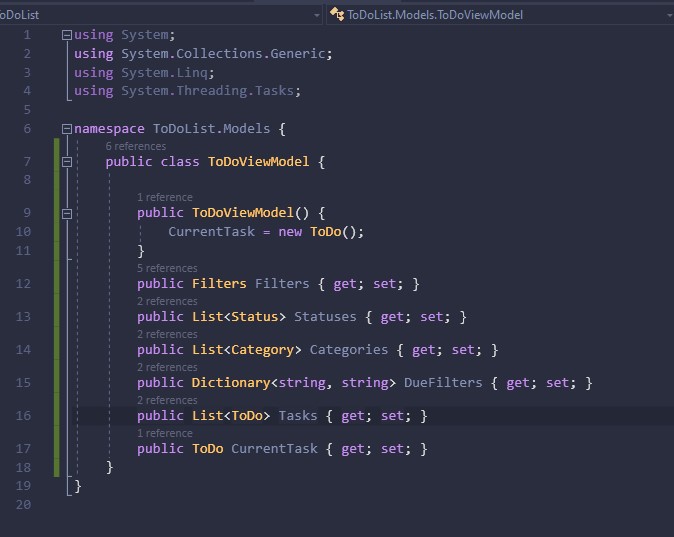 oDoList
ToDoList.Models.ToDoViewModel
1 using System;
2 using System.Collections.Generic;
3 using System.Linq;
4 using System.Threading.Tasks;
5
6 namespace ToDoList.Models {
6 references
7 public class ToDoViewModel {
8
1 reference
9 public ToDoViewModel() {
10 CurrentTask = new ToDo();
11 }
5 references
12 public Filters Filters { get; set; }
2 references
13 public List<Status> Statuses { get; set; }
2 references
14 public List<Category> Categories { get; set; }
2 references
15 public Dictionary<string, string> DueFilters { get; set; }
2 references
16 public List<ToDo> Tasks { get; set; }
1 reference
17 public ToDo CurrentTask { get; set; }
18 }
19 }
20